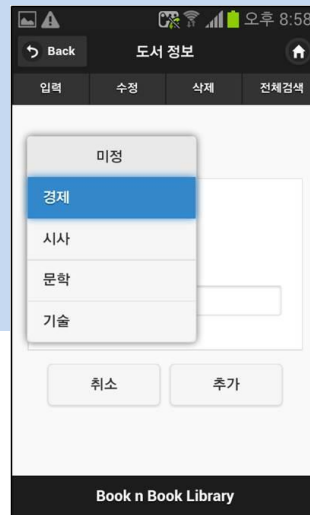 오후 8:58
Back 도서 정보
입력 수정 삭제 전체검색
미정
경제
시사
문학
기술
취소 추가
Book n Book Library